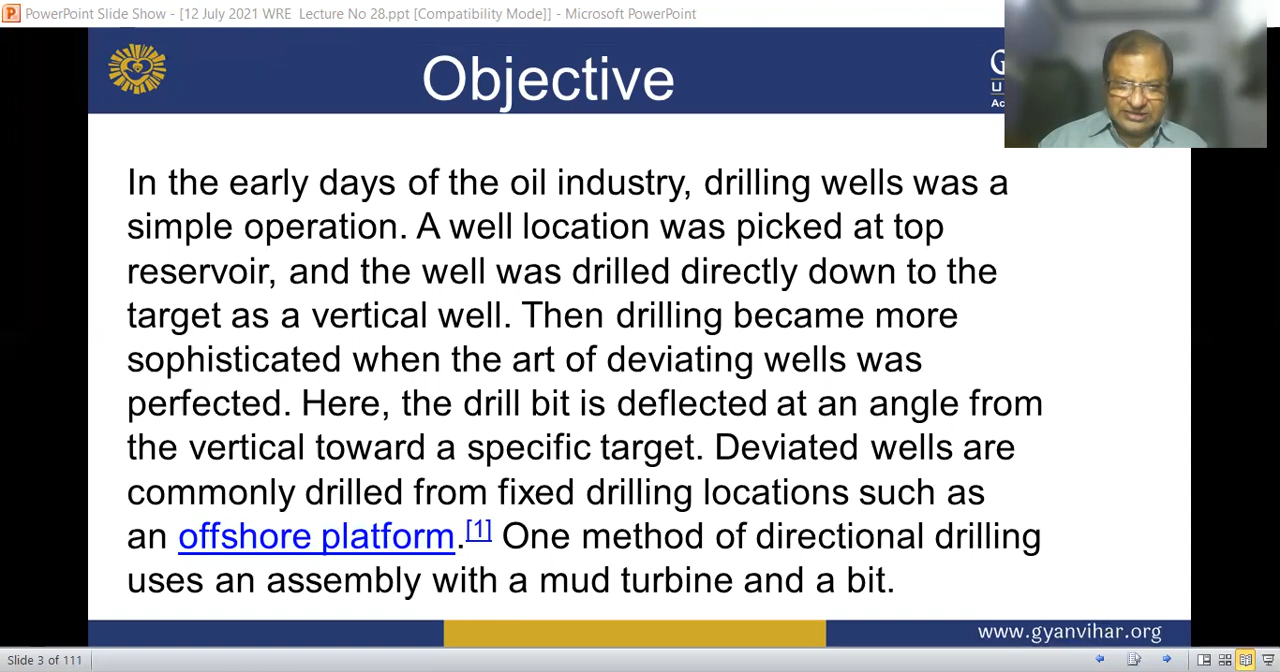 PowerPoint Slide Show - [12 July 2021 WRE Lecture No 28.ppt [Compatibility Mode]] - Microsoft PowerPoint
Objective
G
U
Ac
In the early days of the oil industry, drilling wells was a
simple operation. A well location was picked at top
reservoir, and the well was drilled directly down to the
target as a vertical well. Then drilling became more
sophisticated when the art of deviating wells was
perfected. Here, the drill bit is deflected at an angle from
the vertical toward a specific target. Deviated wells are
commonly drilled from fixed drilling locations such as
an offshore platform.[1] One method of directional drilling
uses an assembly with a mud turbine and a bit.
www.gyanvihar.org
Slide 3 of 111